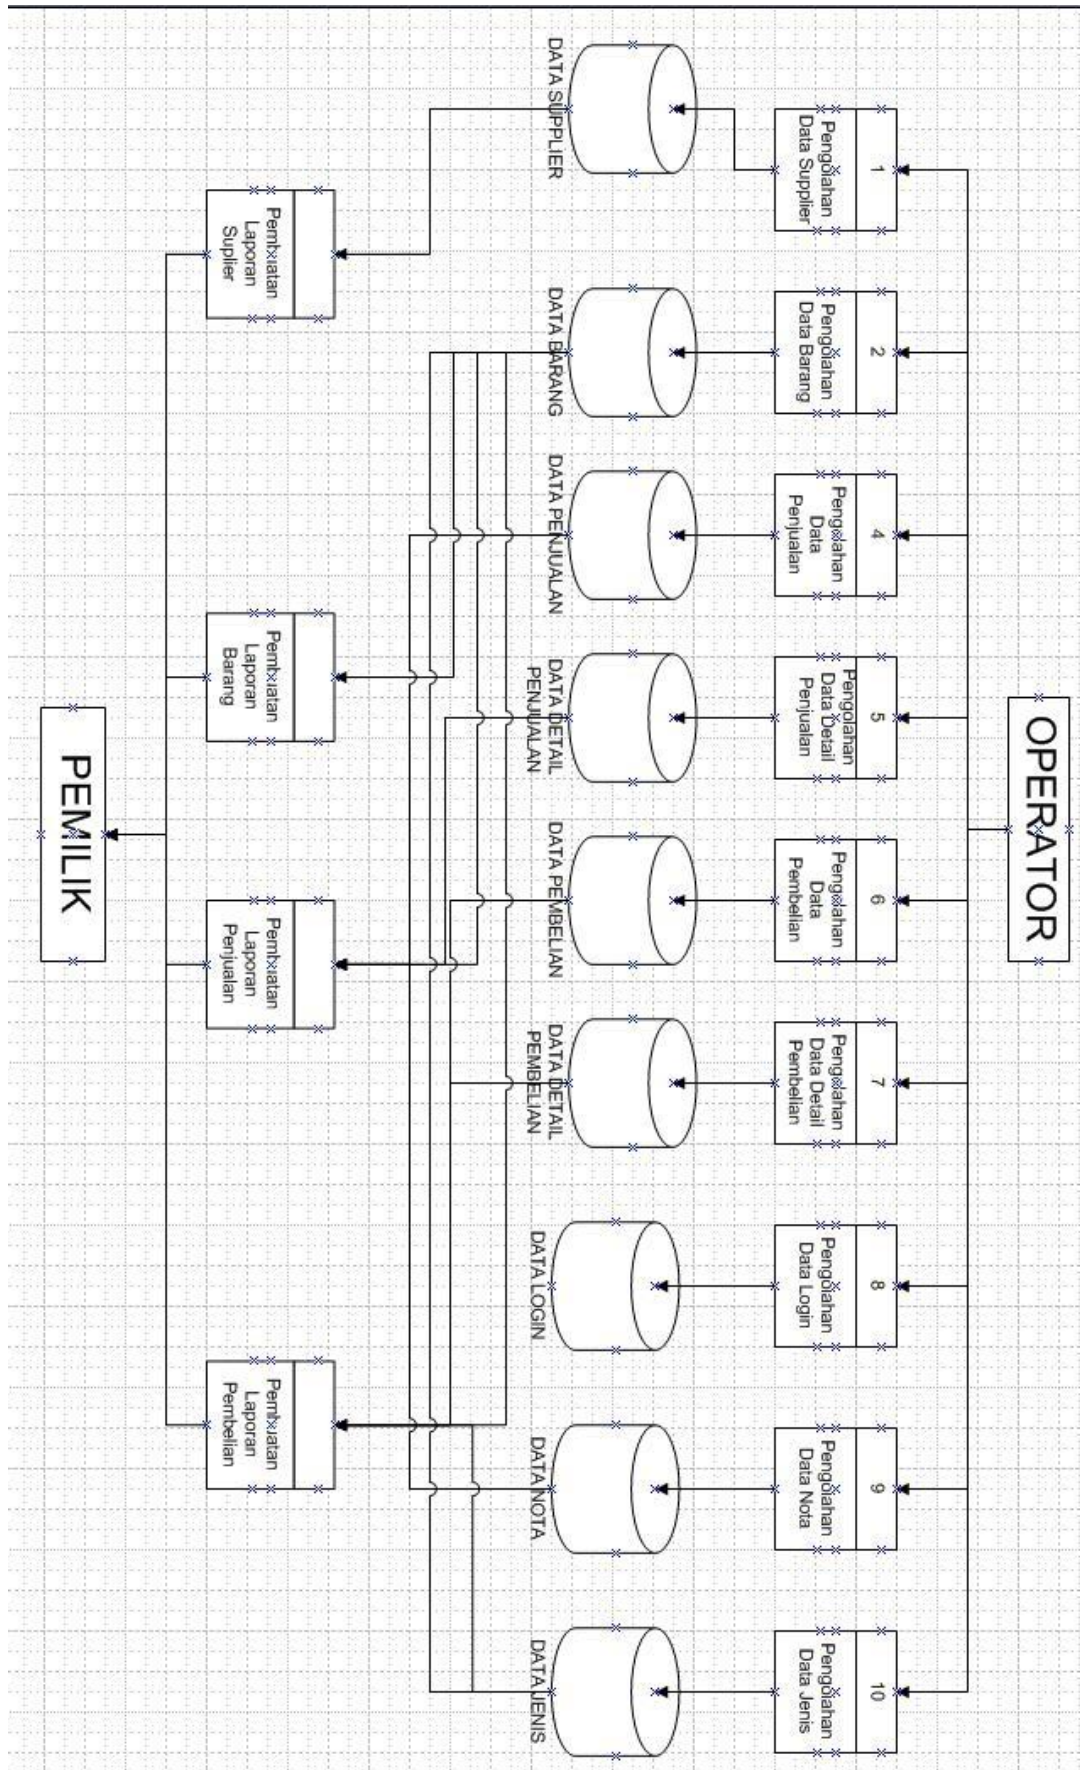 OPERATOR
1
Pengolahan
Data Supplier
2
Pengolahan
Data Barang
4
Pengolahan
Data
Penjualan
5
Pengolahan
Data Detail
Penjualan
6
Pengolahan
Data
Pembelian
7
Pengolahan
Data Detail
Pembelian
8
Pengolahan
Data Login
9
Pengolahan
Data Nota
10
Pengolahan
Data Jenis
DATA SUPPLIER
DATA BARANG
DATA PENJUALAN
DATA DETAIL
PENJUALAN
DATA PEMBELIAN
DATA DETAIL
PEMBELIAN
DATA LOGIN
DATA NOTA
DATA JENIS
Pembuatan
Laporan
Suplier
Pembuatan
Laporan
Barang
Pembuatan
Laporan
Penjualan
Pembuatan
Laporan
Pembelian
PEMILIK